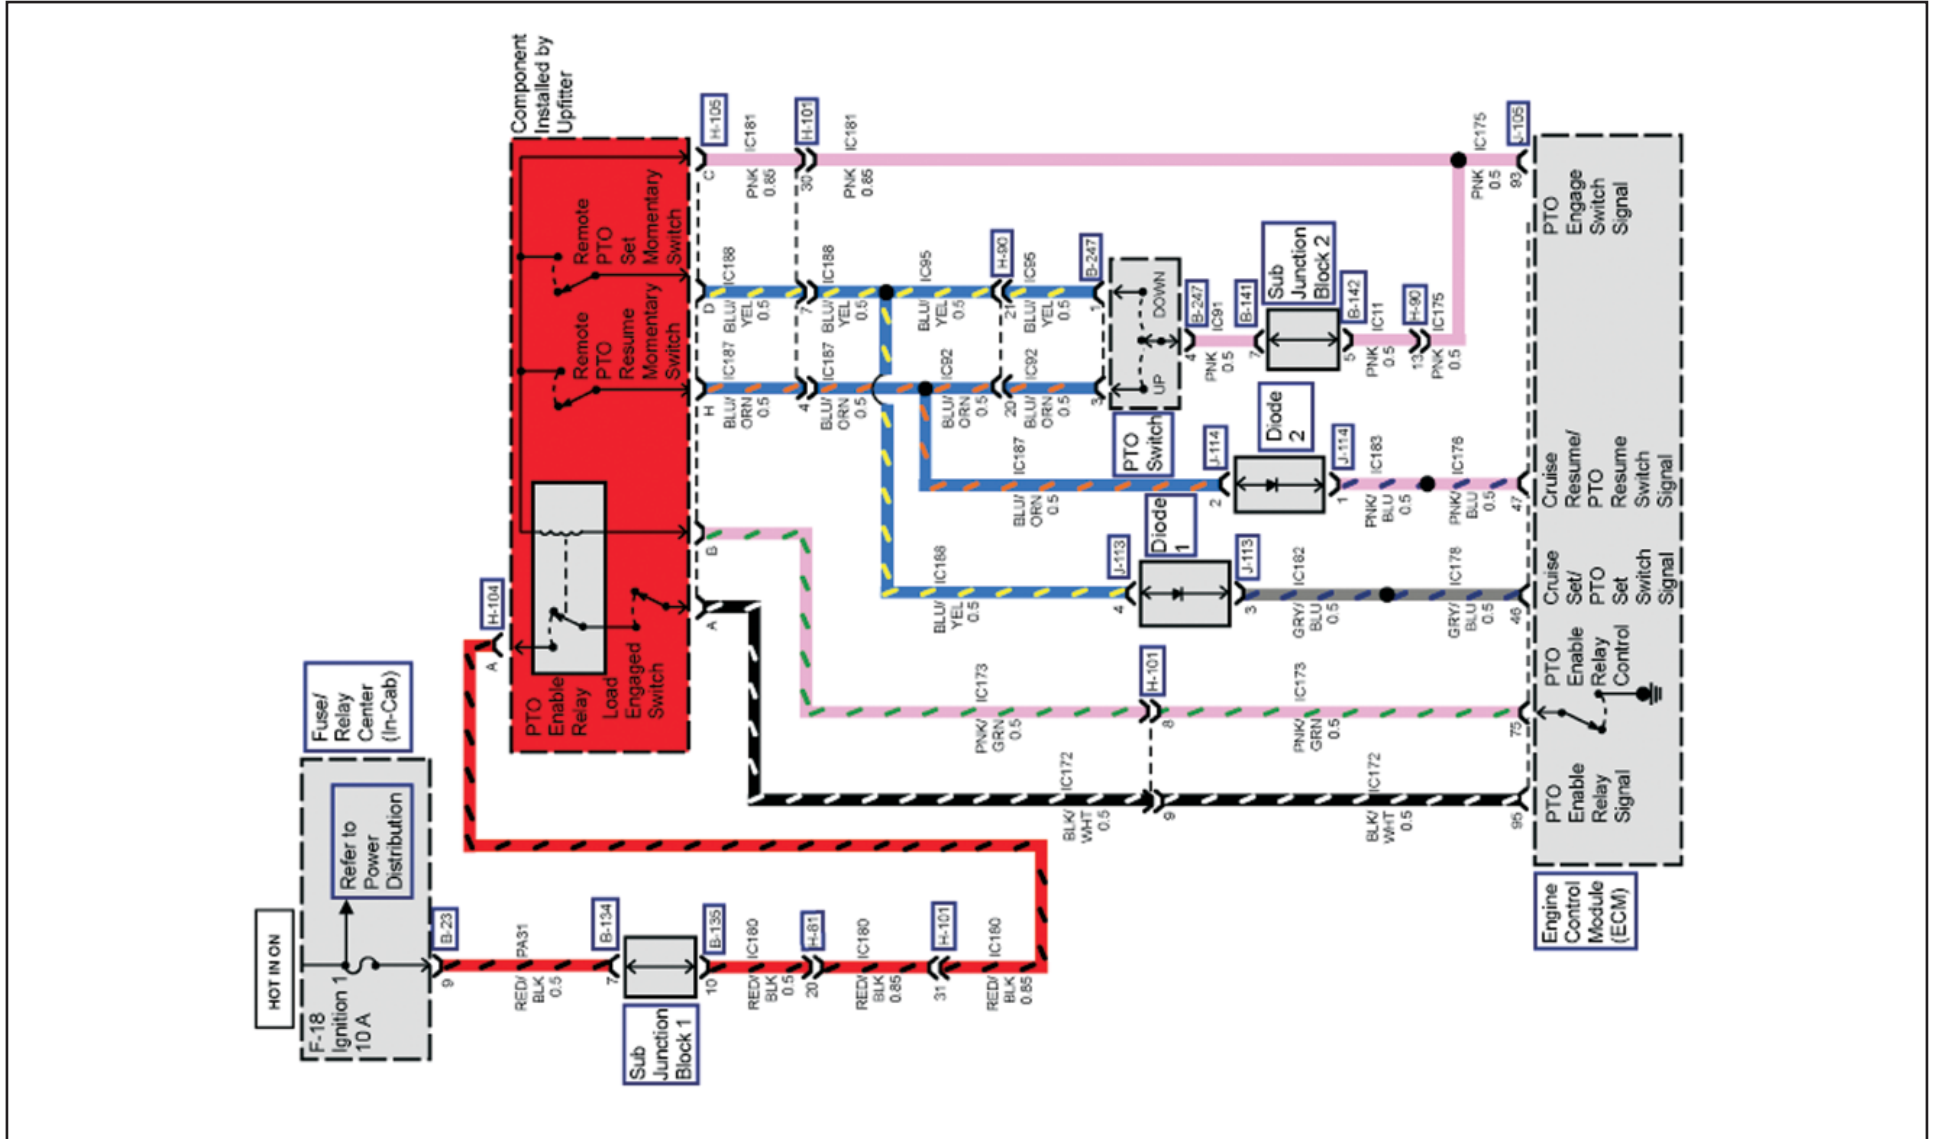 HOT IN ON
F-18
Ignition 1
10 A
Refer to
Power
Distribution
Fuse/
Relay
Center
(In-Cab)
9
B-23
RED/
BLK
0.5
PA31
7
B-134
Sub
Junction
Block 1
10
B-135
RED/
BLK
0.5
IC180
20
H-81
RED/
BLK
0.85
IC180
31
H-101
RED/
BLK
0.85
IC180
A
H-104
Component
Installed by
Upfitter
PTO
Enable
Relay
Load
Engaged
Switch
Remote
PTO
Resume
Momentary
Switch
Remote
PTO
Set
Momentary
Switch
A
B
H
D
C
H-105
BLU/
ORN
0.5
IC187
BLU/
YEL
0.5
IC188
PNK
0.85
IC181
4
7
30
H-101
BLU/
ORN
0.5
IC187
BLU/
YEL
0.5
IC188
PNK
0.85
IC181
BLU/
ORN
0.5
IC92
BLU/
YEL
0.5
IC95
20
21
H-90
BLU/
ORN
0.5
IC92
BLU/
YEL
0.5
IC95
3
1
B-247
PTO
Switch
UP
DOWN
4
B-247
PNK
0.5
IC91
7
B-141
Sub
Junction
Block 2
5
B-142
PNK
0.5
IC11
13
H-90
PNK
0.5
IC175
BLU/
ORN
0.5
IC187
2
J-114
Diode
2
1
J-114
PNK/
BLU
0.5
IC183
PNK/
BLU
0.5
IC176
BLU/
YEL
0.5
IC188
4
J-113
Diode
1
3
J-113
GRY/
BLU
0.5
IC182
GRY/
BLU
0.5
IC178
PNK/
GRN
0.5
IC173
8
H-101
PNK/
GRN
0.5
IC173
BLK/
WHT
0.5
IC172
9
BLK/
WHT
0.5
IC172
PNK
0.5
IC175
95
75
46
47
93
J-105
PTO
Enable
Relay
Signal
PTO
Enable
Relay
Control
Cruise
Set/
PTO
Set
Switch
Signal
Cruise
Resume/
PTO
Resume
Switch
Signal
PTO
Engage
Switch
Signal
Engine
Control
Module
(ECM)